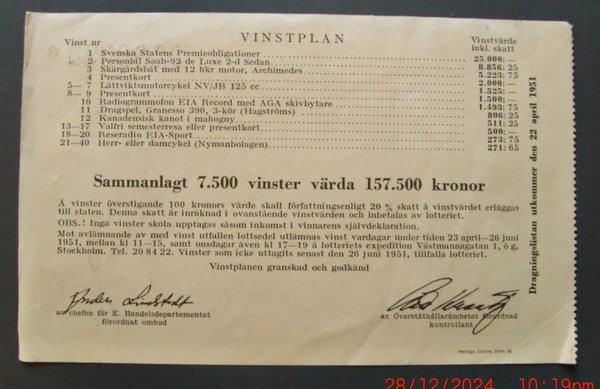 VINSTPLAN
Vinst nr
Vinstvärde
inkl. skatt
1 Svenska Statens Premieobligationer 25.000: —
2 Personbil Saab-92 de Luxe 2-d Sedan 8.856: 25
3 Skärgårdsbåt med 12 hkr motor, Archimedes 5.223: 75
4 Presentkort 2.000: —
5— 7 Lättviktsmotorcykel NV/JB 125 cc 1.525: —
8— 9 Presentkort 1.500: —
10 Radiogrammofon EIA Record med AGA skivbytare 1.493: 75
11 Dragspel, Granesso 390, 3-kör (Hagströms) 806: 25
12 Kanadensisk kanot i mahogny 511: 25
13—17 Valfri semesterresa eller presentkort 500: —
18—20 Reseradio EIA-Sport 273: 75
21—40 Herr- eller damcykel (Nymanbolagen) 271: 65
Sammanlagt 7.500 vinster värda 157.500 kronor
Å vinster överstigande 100 kronors värde skall författningsenligt 20 % skatt å vinstvärdet erläggas
till staten. Denna skatt är inräknad i ovanstående vinstvärden och inbetalas av lotteriet.
OBS.! Inga vinster skola upptagas såsom inkomst i vinnarens självdeklaration.
Mot avlämnande av med vinst utfallen lottsedel utlämnas vinst vardagar under tiden 23 april—26 juni
1951, mellan kl 11—15, samt onsdagar även kl 17—19 å lotteriets expedition Västmannagatan 1, ö g,
Stockholm. Tel. 20 84 22. Vinster som icke uttagits senast den 26 juni 1951, tillfalla lotteriet.
Vinstplanen granskad och godkänd
Anders Lindstedt
av chefen för K. Handelsdepartementet
förordnat ombud
av Överståthållarämbetet förordnad
kontrollant
Dragningslistan utkommer den 22 april 1951
28/12/2024 10:19pm